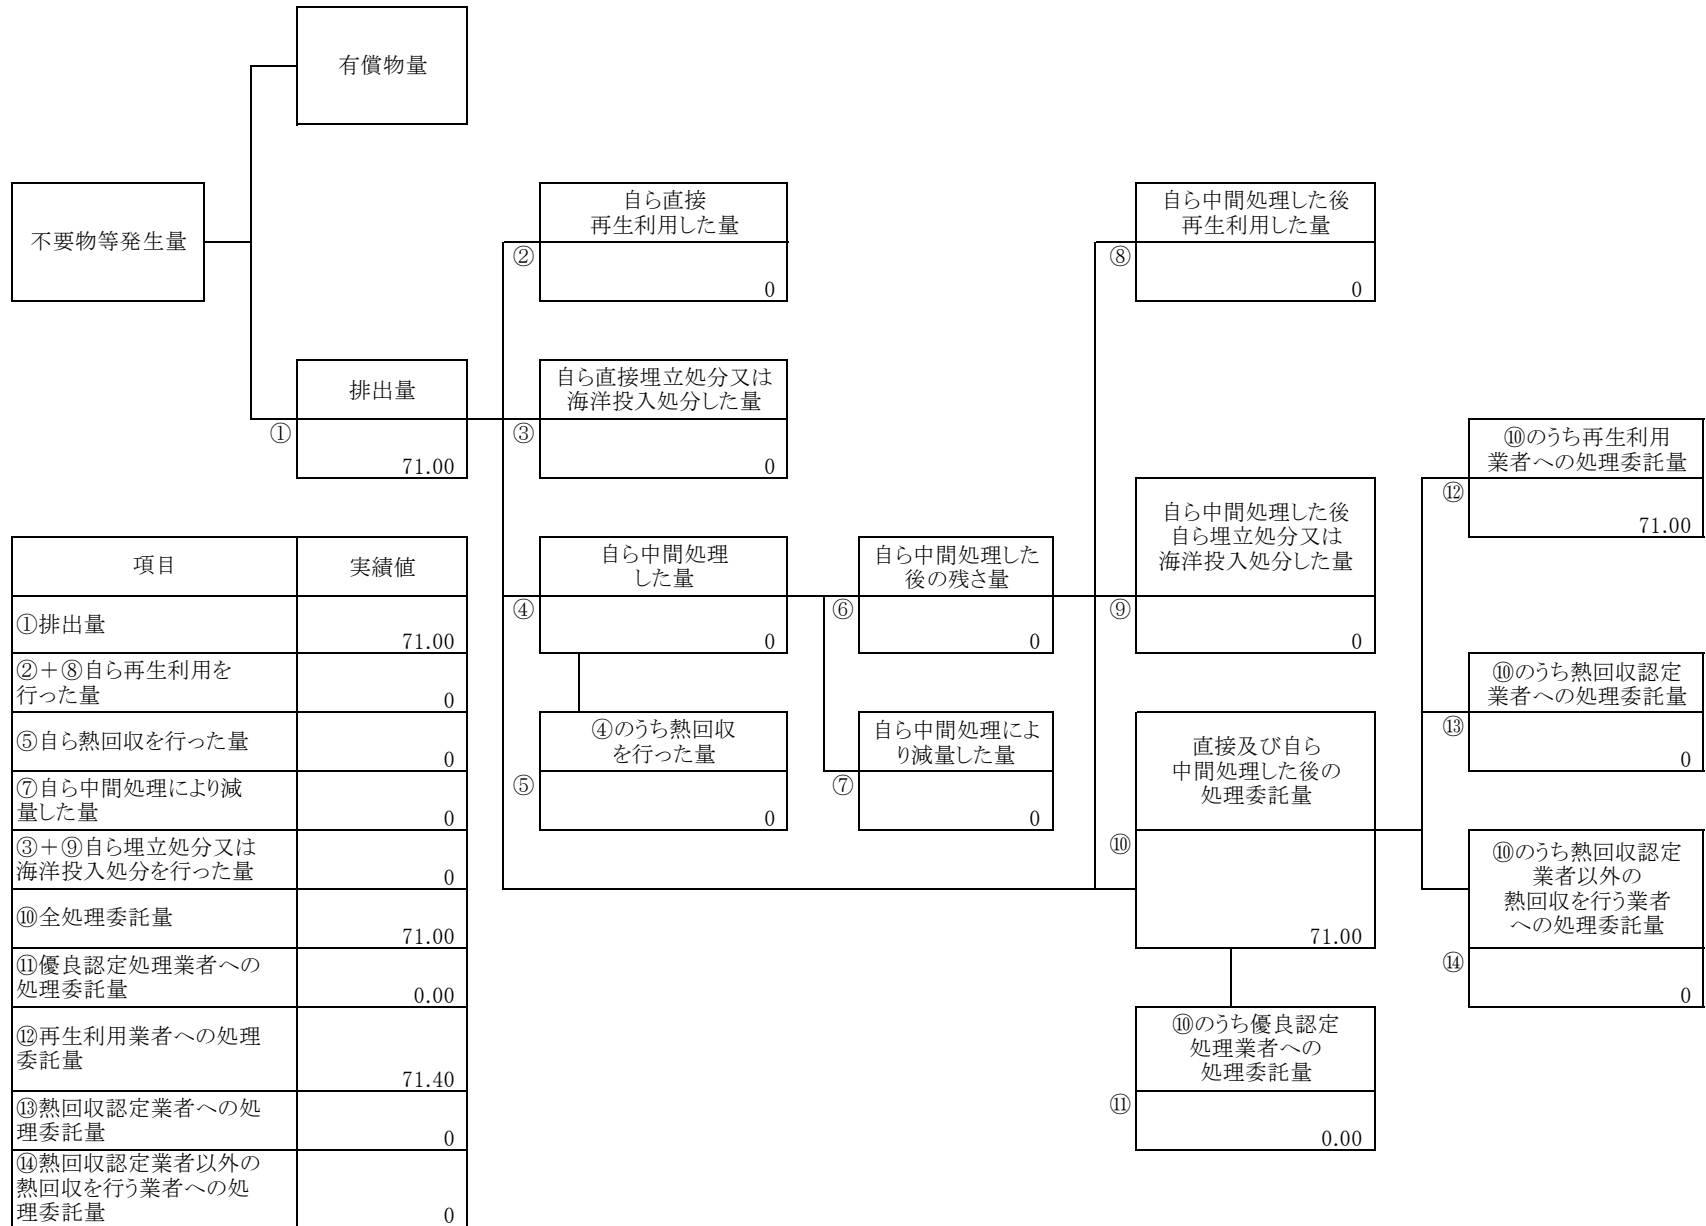 有償物量
不要物等発生量
自ら直接
再生利用した量
②
0
自ら中間処理した後
再生利用した量
⑧
0
排出量
①
71.00
自ら直接埋立処分又は
海洋投入処分した量
③
0
⑩のうち再生利用
業者への処理委託量
⑫
71.00
自ら中間処理
した量
④
0
自ら中間処理した
後の残さ量
⑥
0
自ら中間処理した後
自ら埋立処分又は
海洋投入処分した量
⑨
0
⑩のうち熱回収認定
業者への処理委託量
⑬
0
④のうち熱回収
を行った量
⑤
0
自ら中間処理によ
り減量した量
⑦
0
直接及び自ら
中間処理した後の
処理委託量
⑩
71.00
⑩のうち熱回収認定
業者以外の
熱回収を行う業者
への処理委託量
⑭
0
⑩のうち優良認定
処理業者への
処理委託量
⑪
0.00
項目 実績値
①排出量
71.00
②＋⑧自ら再生利用を
行った量
0
⑤自ら熱回収を行った量
0
⑦自ら中間処理により減
量した量
0
③＋⑨自ら埋立処分又は
海洋投入処分を行った量
0
⑩全処理委託量
71.00
⑪優良認定処理業者への
処理委託量
0.00
⑫再生利用業者への処理
委託量
71.40
⑬熱回収認定業者への処
理委託量
0
⑭熱回収認定業者以外の
熱回収を行う業者への処
理委託量
0